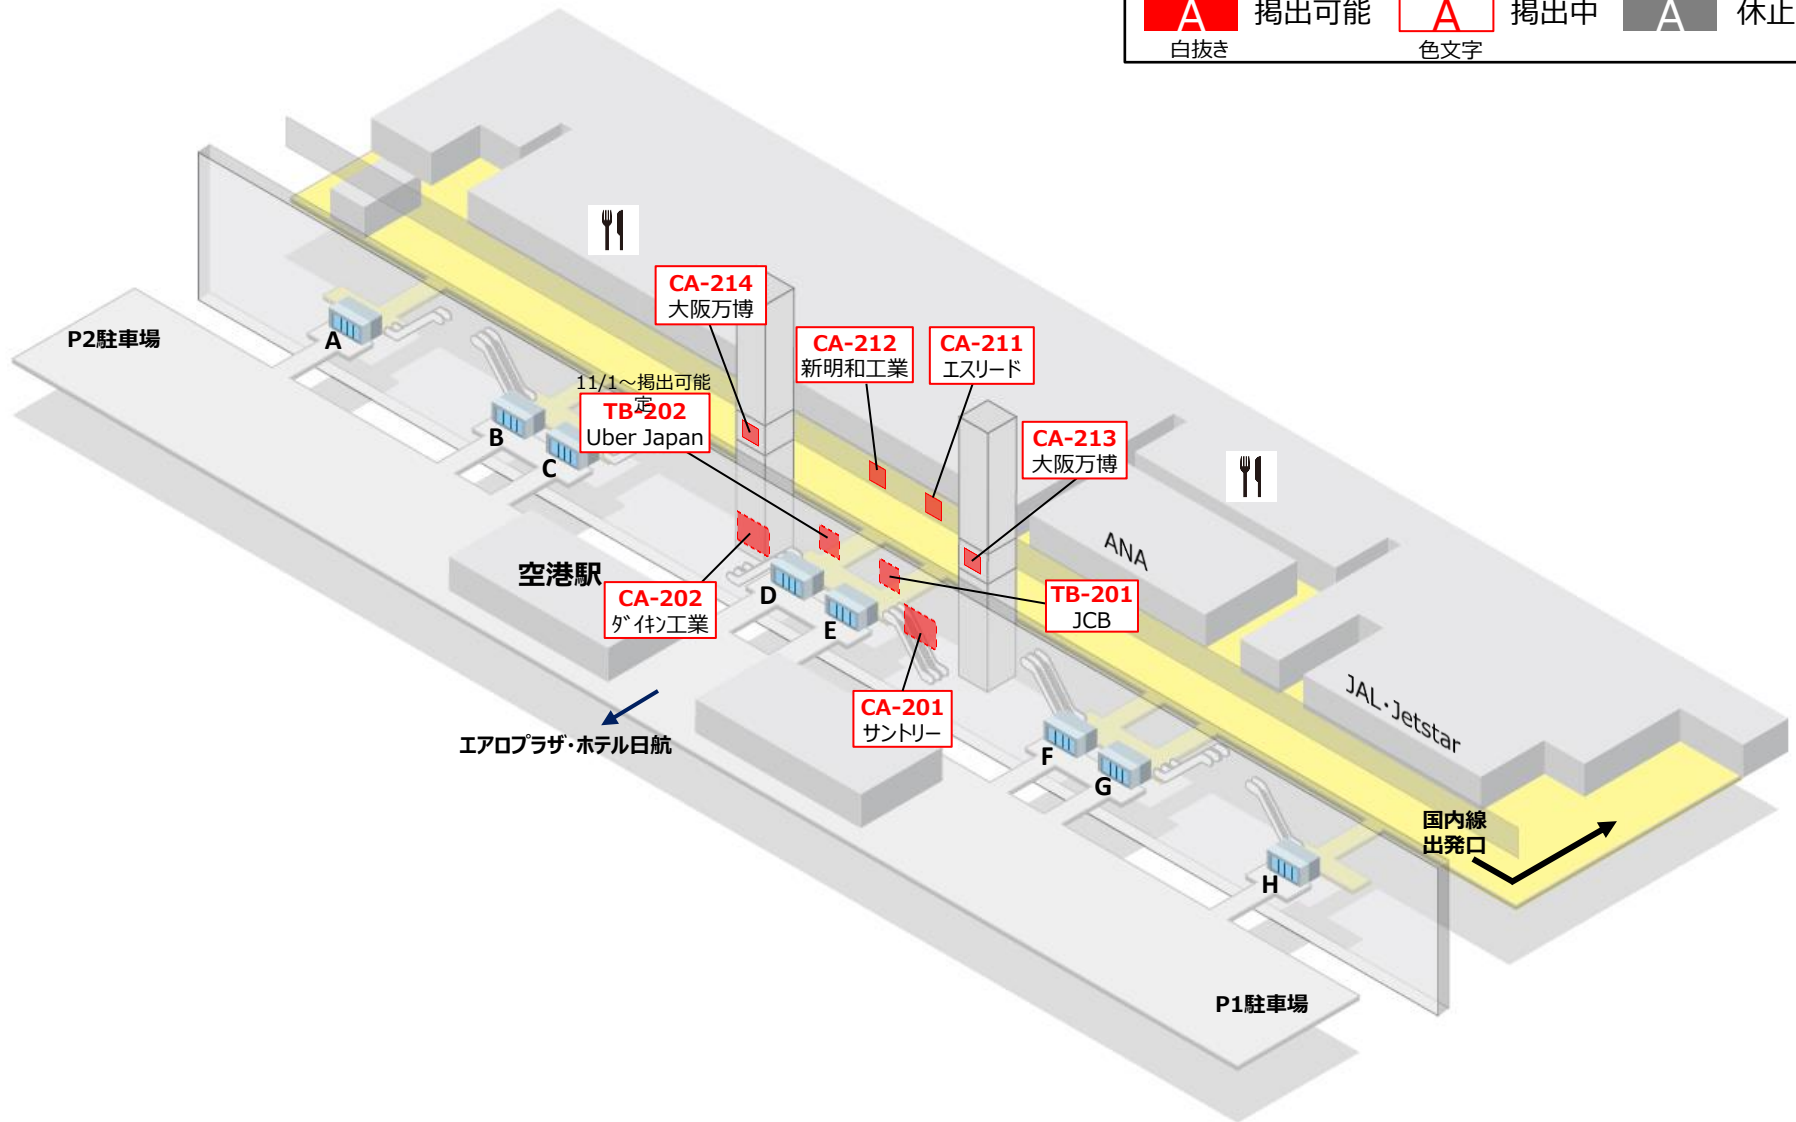 A 掲出可能 A 掲出中 A 休止
白抜き 色文字
CA-214
大阪万博
P2駐車場
A
CA-212
新明和工業
CA-211
エスリード
11/1～掲出可能
定
TB-202
Uber Japan
B
C
CA-213
大阪万博
ANA
空港駅
CA-202
ダイキン工業
D
E
TB-201
JCB
JAL・Jetstar
CA-201
サントリー
エアロプラザ・ホテル日航
F
G
国内線
出発口
H
P1駐車場